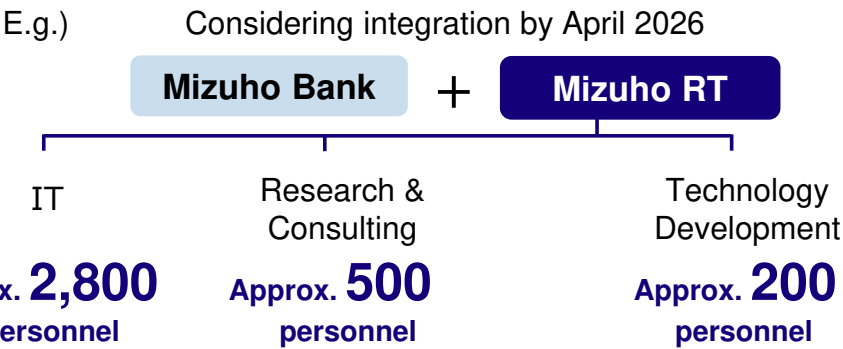 E.g.) Considering integration by April 2026
Mizuho Bank + Mizuho RT
IT
Research &
Consulting
Technology
Development
x. 2,800
ersonnel
Approx. 500
personnel
Approx. 200
personnel